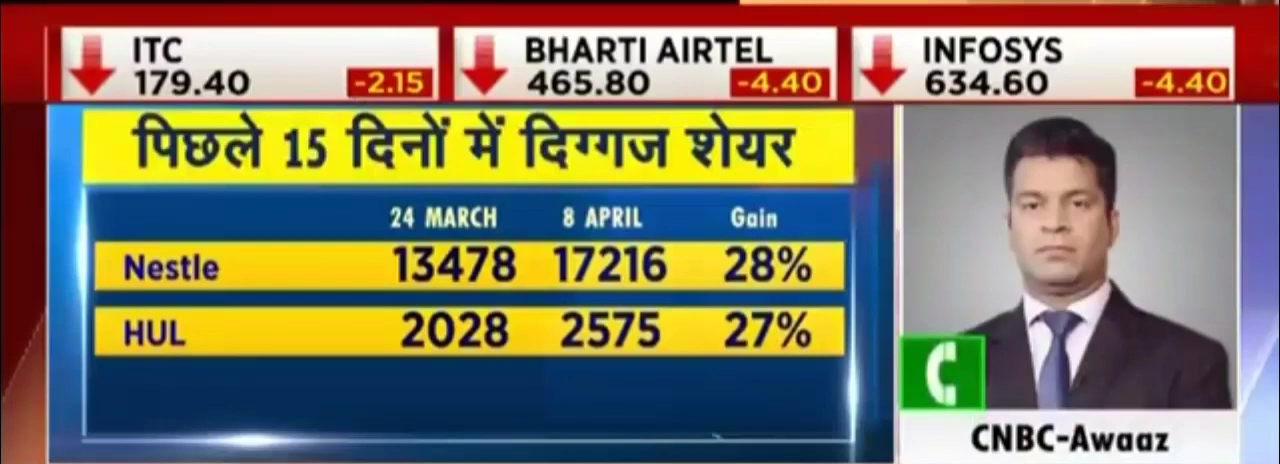 ITC
179.40 -2.15
BHARTI AIRTEL
465.80 -4.40
INFOSYS
634.60 -4.40
पिछले 15 दिनों में दिग्गज शेयर
24 MARCH 8 APRIL Gain
Nestle 13478 17216 28%
HUL 2028 2575 27%
CNBC-Awaaz